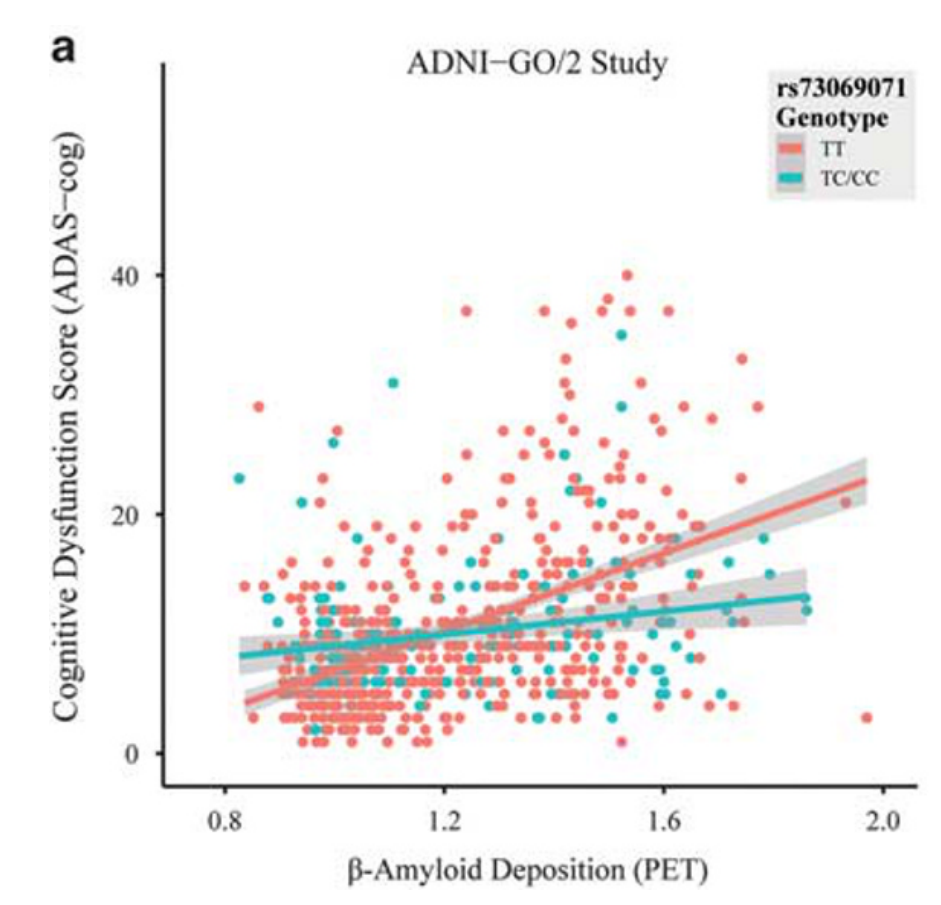 a
ADNI−GO/2 Study
rs73069071
Genotype
TT
TC/CC
Cognitive Dysfunction Score (ADAS−cog)
40
20
0
0.8
1.2
1.6
2.0
β-Amyloid Deposition (PET)